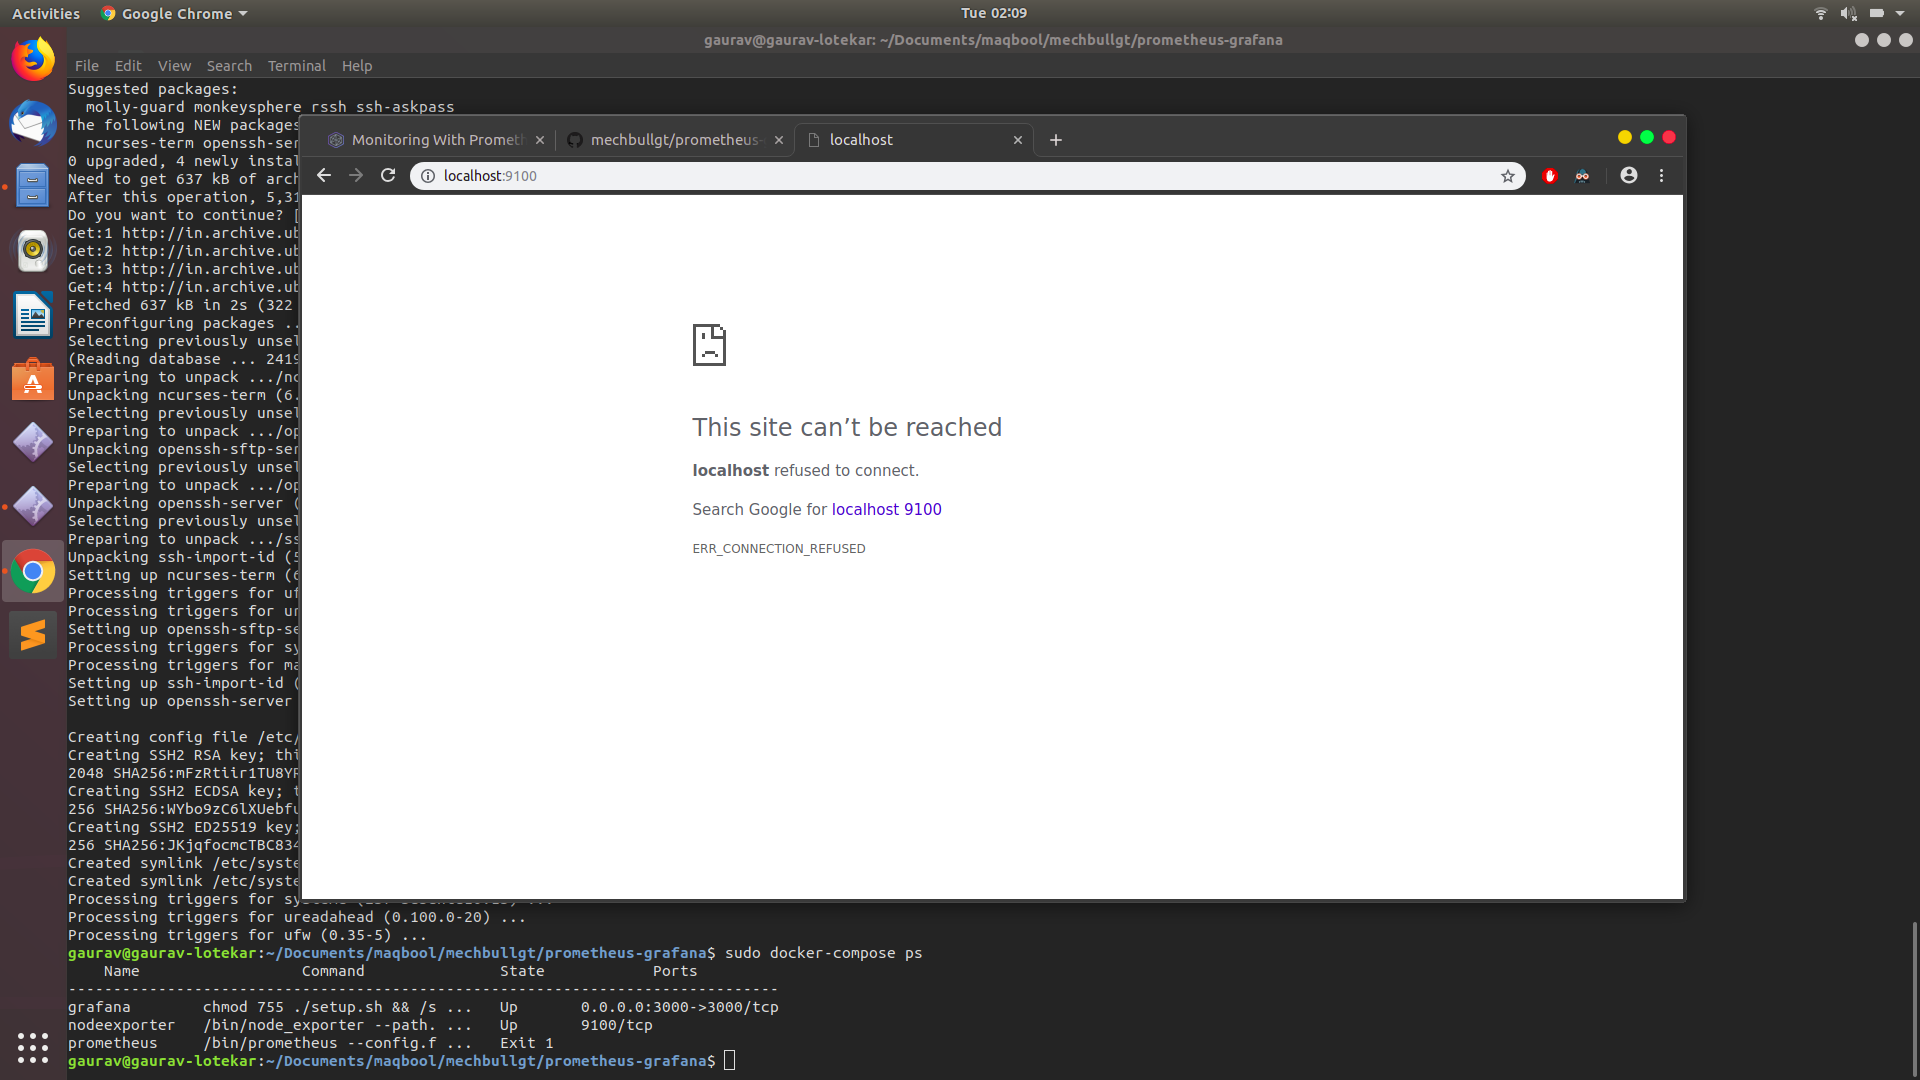 Activities Google Chrome Tue 02:09
gaurav@gaurav-lotekar: ~/Documents/maqbool/mechbullgt/prometheus-grafana
File Edit View Search Terminal Help
Suggested packages:
molly-guard monkeysphere rssh ssh-askpass
The following NEW packages
ncurses-term openssh-ser
0 upgraded, 4 newly instal
Need to get 637 kB of arch
After this operation, 5,31
Do you want to continue? [
Get:1 http://in.archive.ub
Get:2 http://in.archive.ub
Get:3 http://in.archive.ub
Get:4 http://in.archive.ub
Fetched 637 kB in 2s (322
Preconfiguring packages ..
Selecting previously unsel
(Reading database ... 2419
Preparing to unpack .../nc
Unpacking ncurses-term (6.
Selecting previously unsel
Preparing to unpack .../op
Unpacking openssh-sftp-ser
Selecting previously unsel
Preparing to unpack .../op
Unpacking openssh-server (
Selecting previously unsel
Preparing to unpack .../ss
Unpacking ssh-import-id (5
Setting up ncurses-term (6
Processing triggers for uf
Processing triggers for ur
Setting up openssh-sftp-se
Processing triggers for sy
Processing triggers for ma
Setting up ssh-import-id (
Setting up openssh-server
Creating config file /etc/
Creating SSH2 RSA key; thi
2048 SHA256:mFzRtiir1TU8YR
Creating SSH2 ECDSA key; t
256 SHA256:WYbo9zC6lXUebfu
Creating SSH2 ED25519 key;
256 SHA256:JKjqfocmcTBC834
Created symlink /etc/syste
Created symlink /etc/syste
Processing triggers for
Processing triggers for ureadahead (0.100.0-20) ...
Processing triggers for ufw (0.35-5) ...
gaurav@gaurav-lotekar:~/Documents/maqbool/mechbullgt/prometheus-grafana$ sudo docker-compose ps
Name Command State Ports
-------------------------------------------------------------------------------
grafana chmod 755 ./setup.sh && /s ... Up 0.0.0.0:3000->3000/tcp
nodeexporter /bin/node_exporter --path. ... Up 9100/tcp
prometheus /bin/prometheus --config.f ... Exit 1
gaurav@gaurav-lotekar:~/Documents/maqbool/mechbullgt/prometheus-grafana$
Monitoring With Prometh
mechbullgt/prometheus-
localhost
localhost:9100
This site can’t be reached
localhost refused to connect.
Search Google for localhost 9100
ERR_CONNECTION_REFUSED